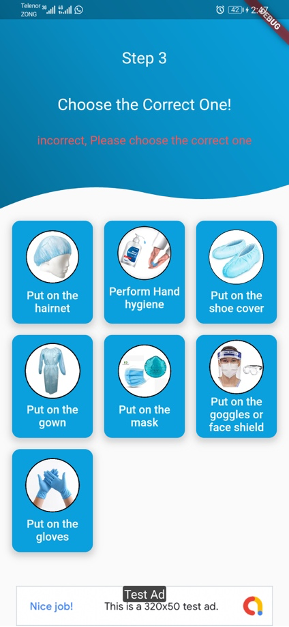 Telenor
ZONG
42
DEBUG
Step 3
Choose the Correct One!
incorrect, Please choose the correct one
Put on the
hairnet
Perform Hand
hygiene
Put on the
shoe cover
Put on the
gown
Put on the
mask
Put on the
goggles or
face shield
Put on the
gloves
Test Ad
Nice job!
This is a 320x50 test ad.